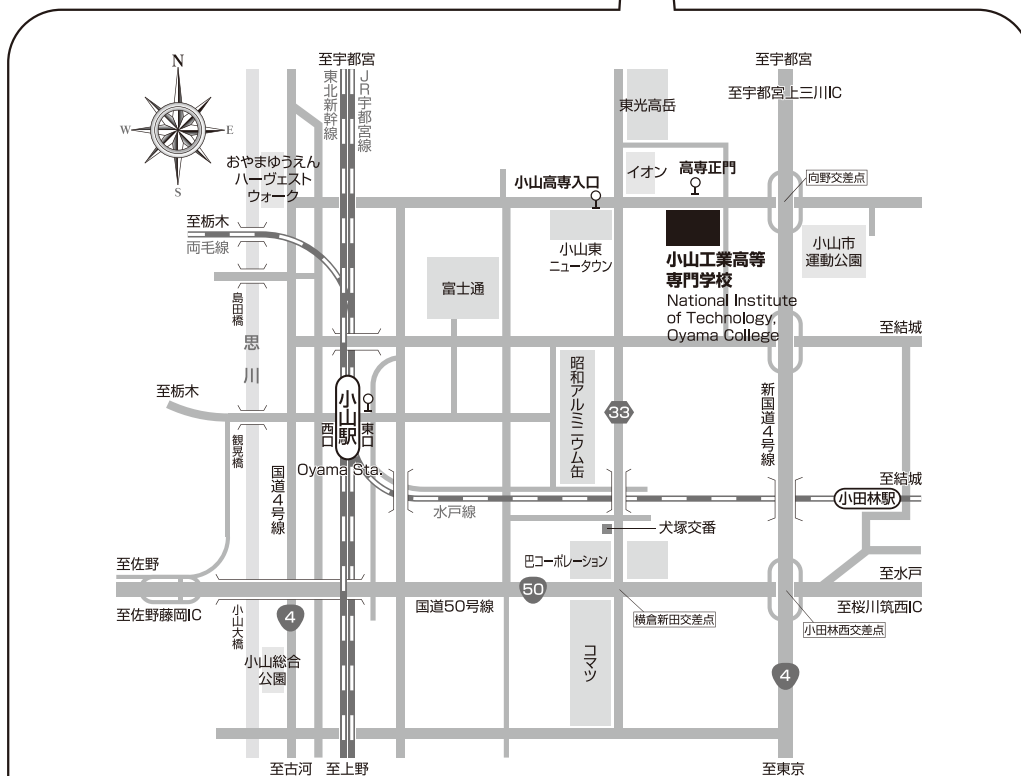 至宇都宮
至宇都宮
N
W
E
S
東北新幹線
JR宇都宮線
至宇都宮上三川IC
東光高岳
おやまゆうえん
ハーヴェスト
ウォーク
イオン
高専正門
小山高専入口
向野交差点
至栃木
両毛線
小山東
ニュータウン
小山工業高等
専門学校
National Institute
of Technology,
Oyama College
小山市
運動公園
富士通
島田橋
思川
至結城
至栃木
小山駅
西口
東口
Oyama Sta.
昭和アルミニウム缶
33
新国道4号線
観晃橋
国道4号線
至結城
小田林駅
水戸線
犬塚交番
至佐野
巴コーポレーション
至水戸
50
至佐野藤岡IC
国道50号線
至桜川筑西IC
小山大橋
4
横倉新田交差点
小田林西交差点
小山総合
公園
コマツ
4
至古河
至上野
至東京